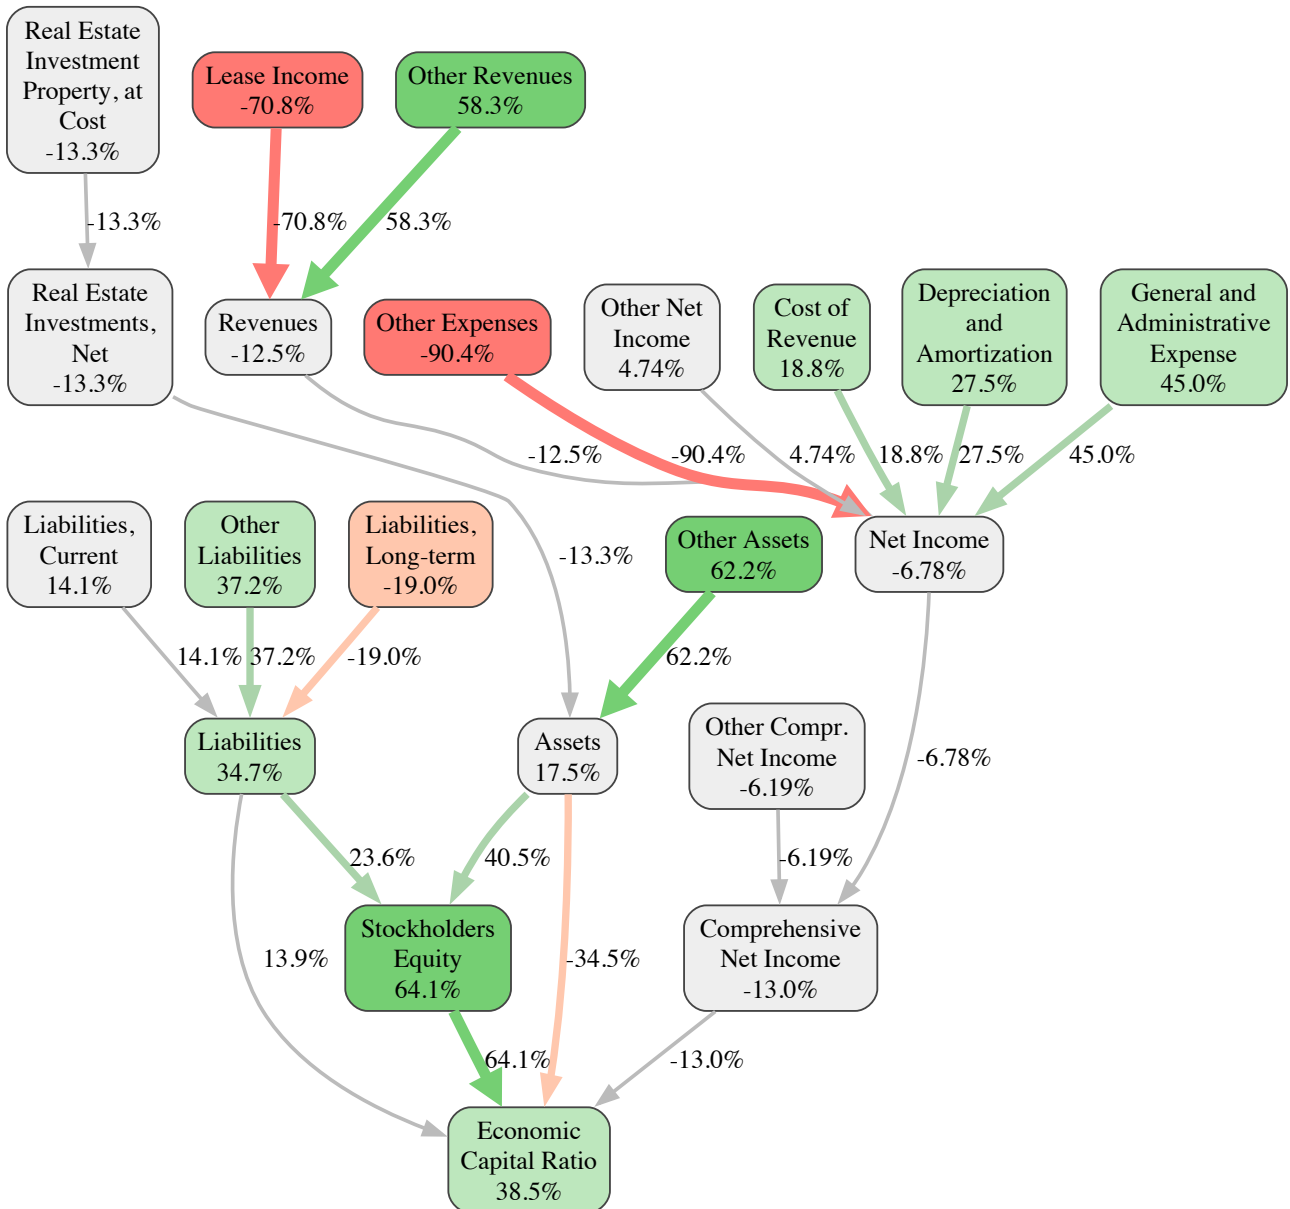 Real Estate
Investment
Property, at
Cost
-13.3%
Lease Income
-70.8%
Other Revenues
58.3%
-13.3%
-70.8%
58.3%
Real Estate
Investments,
Net
-13.3%
Revenues
-12.5%
Other Expenses
-90.4%
Other Net
Income
4.74%
Cost of
Revenue
18.8%
Depreciation
and
Amortization
27.5%
General and
Administrative
Expense
45.0%
-12.5%
-90.4%
4.74%
18.8%
27.5%
45.0%
Liabilities,
Current
14.1%
Other
Liabilities
37.2%
Liabilities,
Long-term
-19.0%
-13.3%
Other Assets
62.2%
Net Income
-6.78%
14.1%
37.2%
-19.0%
62.2%
Liabilities
34.7%
Assets
17.5%
Other Compr.
Net Income
-6.19%
-6.78%
23.6%
40.5%
-6.19%
Stockholders
Equity
64.1%
Comprehensive
Net Income
-13.0%
13.9%
-34.5%
64.1%
-13.0%
Economic
Capital Ratio
38.5%